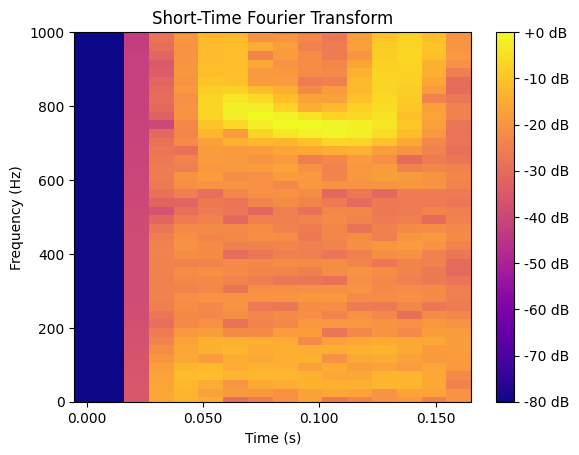 Short-Time Fourier Transform
1000
800
600
400
200
0
Frequency (Hz)
0.000
0.050
0.100
0.150
Time (s)
+0 dB
-10 dB
-20 dB
-30 dB
-40 dB
-50 dB
-60 dB
-70 dB
-80 dB